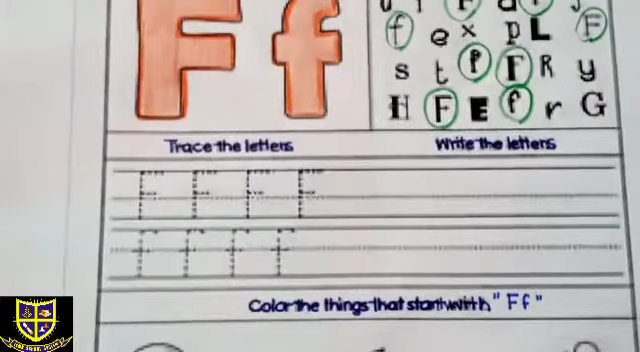 F f
f e x p L F
s t f F R y
H F E f r G
Trace the letters Write the letters
F F F F
f f f f
Color the things that start with "Ff"